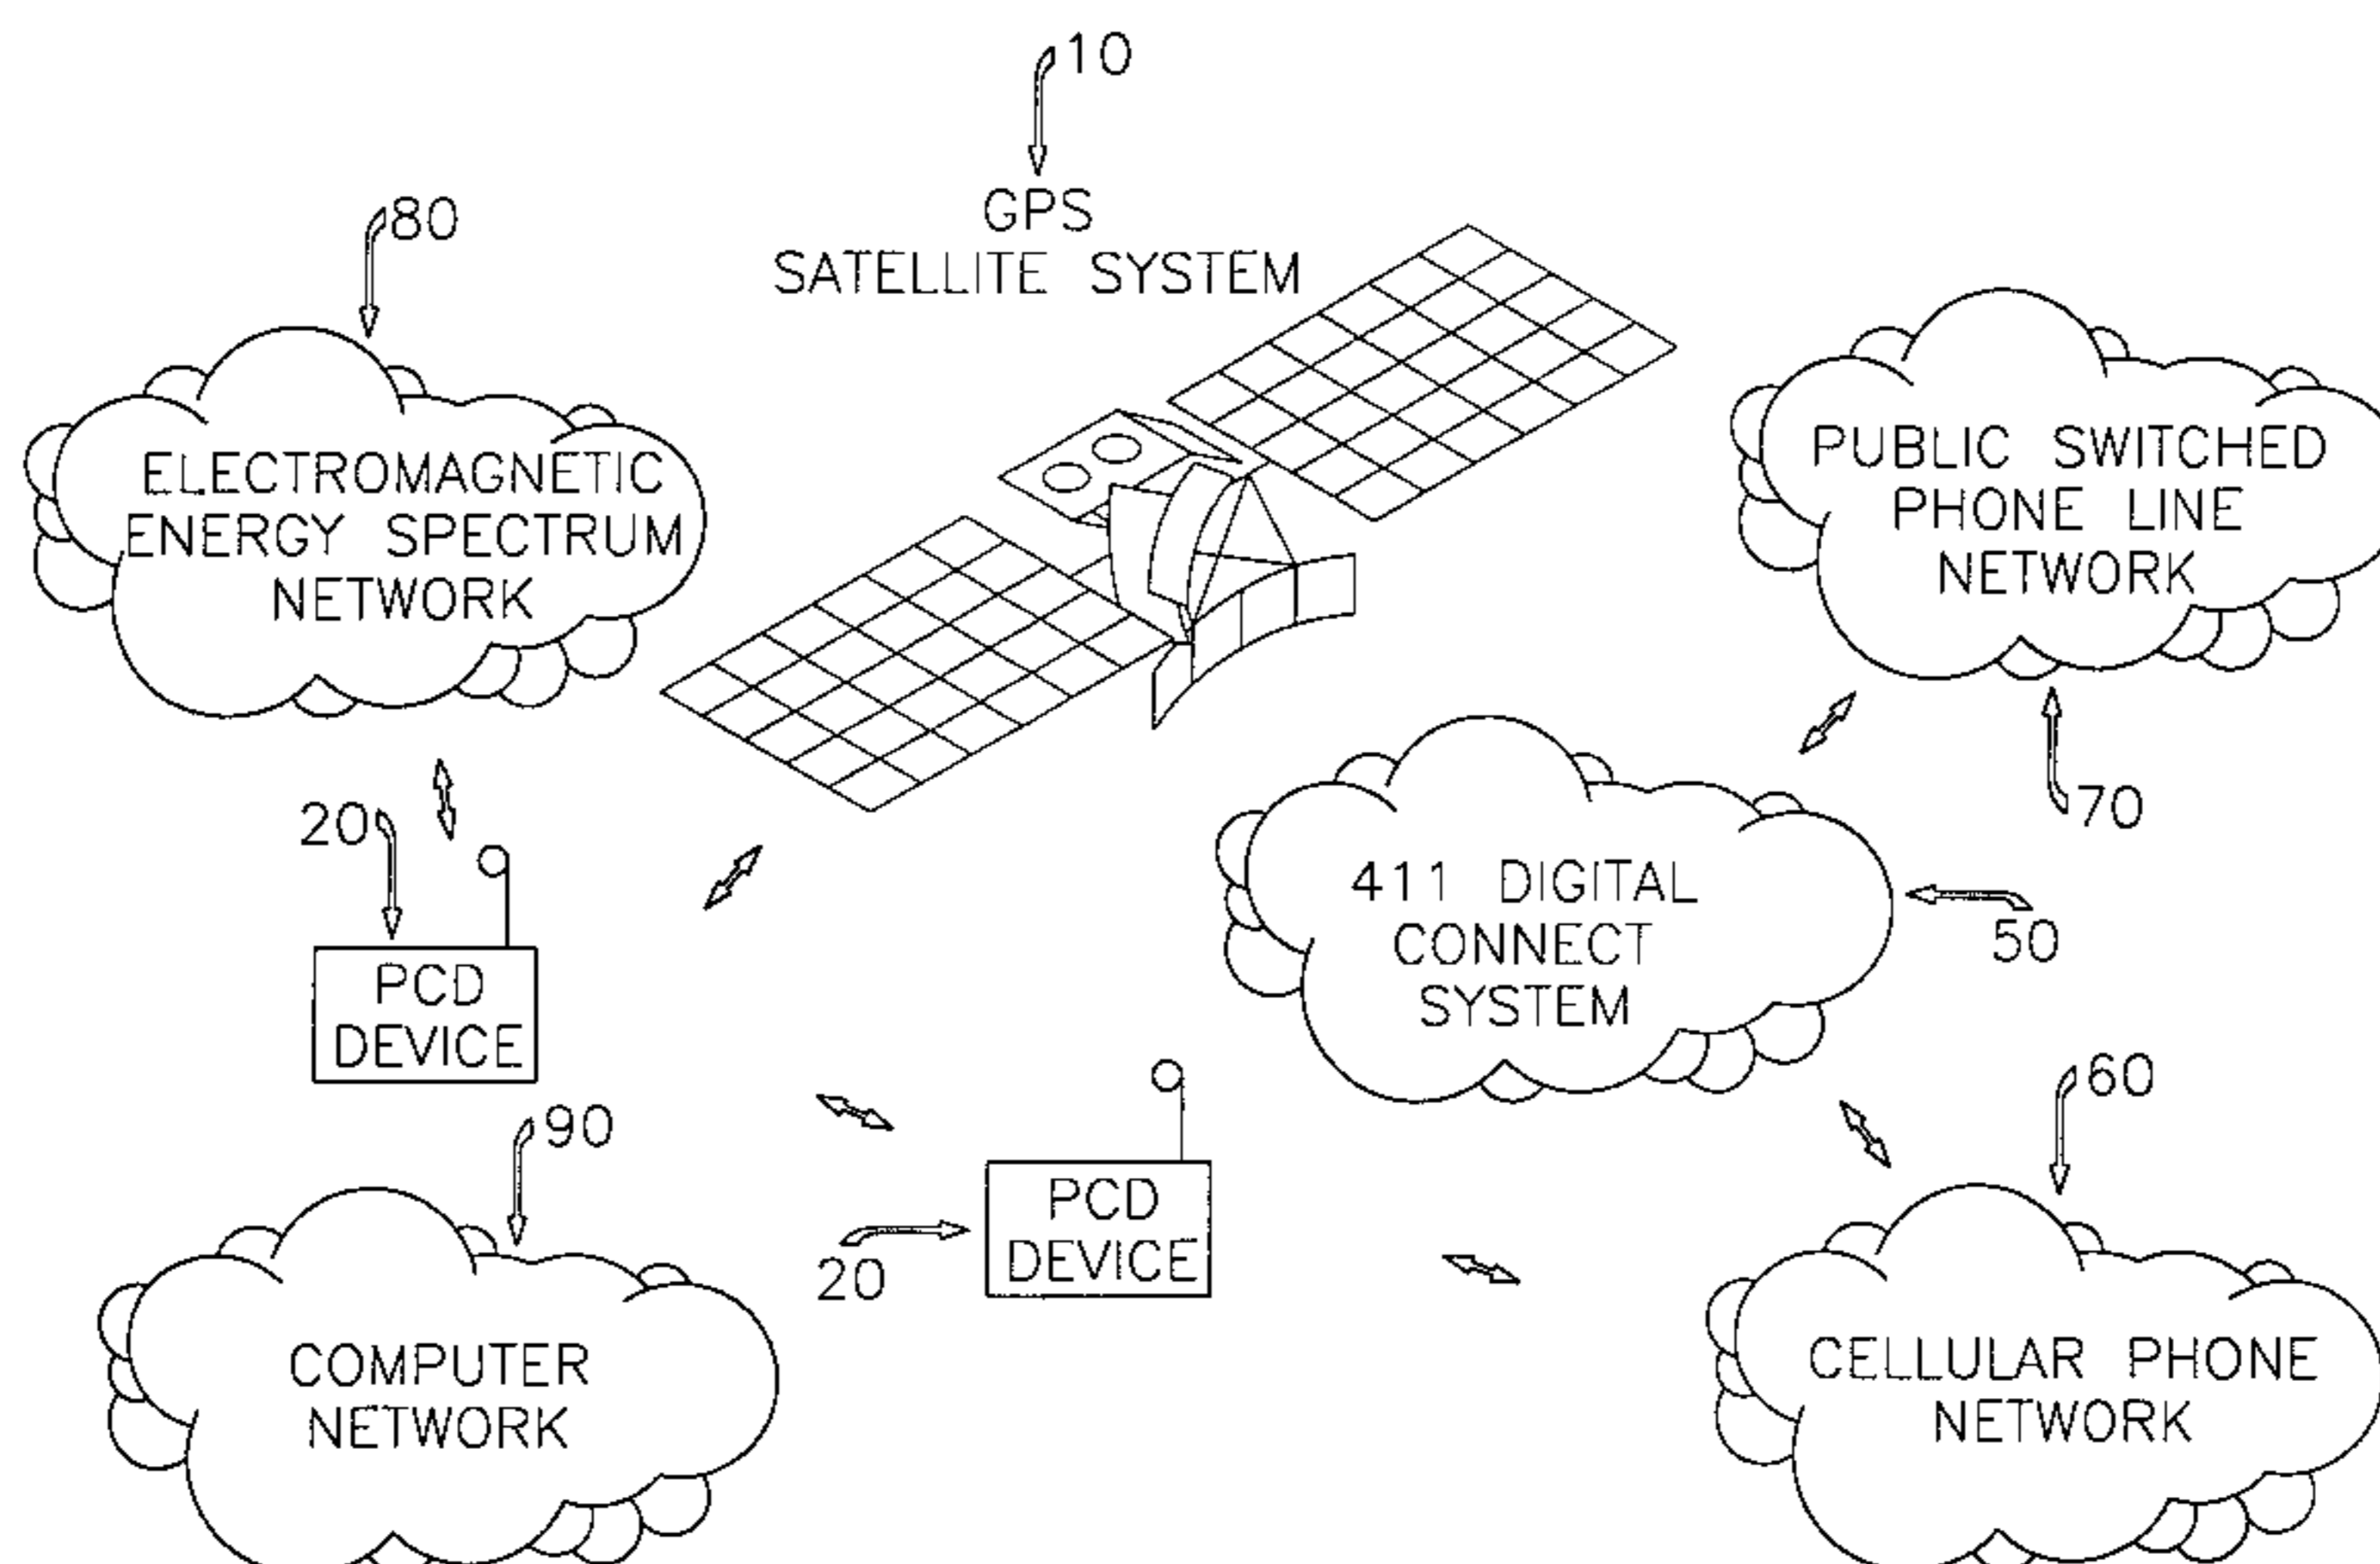 10
GPS
SATELLITE SYSTEM
80
ELECTROMAGNETIC
ENERGY SPECTRUM
NETWORK
PUBLIC SWITCHED
PHONE LINE
NETWORK
70
20
PCD
DEVICE
411 DIGITAL
CONNECT
SYSTEM
50
90
COMPUTER
NETWORK
20
PCD
DEVICE
60
CELLULAR PHONE
NETWORK